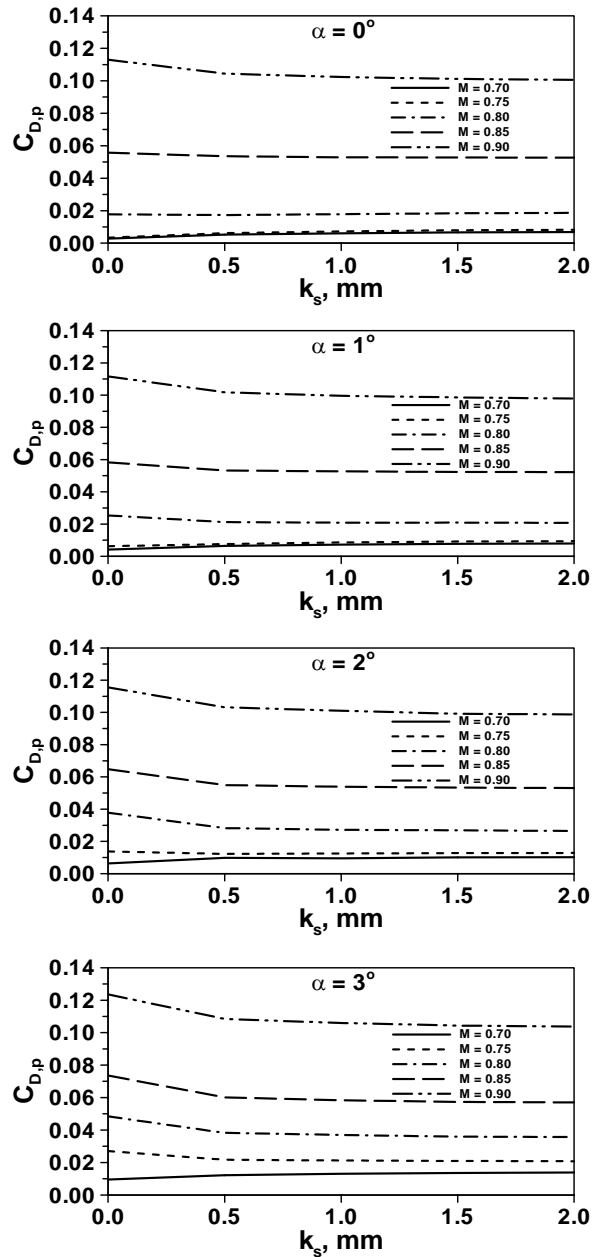 α = 0°
0.14
0.12
0.10
0.08
0.06
0.04
0.02
0.00
C_D,p
M = 0.70
M = 0.75
M = 0.80
M = 0.85
M = 0.90
0.0 0.5 1.0 1.5 2.0
k_s, mm
α = 1°
0.14
0.12
0.10
0.08
0.06
0.04
0.02
0.00
C_D,p
M = 0.70
M = 0.75
M = 0.80
M = 0.85
M = 0.90
0.0 0.5 1.0 1.5 2.0
k_s, mm
α = 2°
0.14
0.12
0.10
0.08
0.06
0.04
0.02
0.00
C_D,p
M = 0.70
M = 0.75
M = 0.80
M = 0.85
M = 0.90
0.0 0.5 1.0 1.5 2.0
k_s, mm
α = 3°
0.14
0.12
0.10
0.08
0.06
0.04
0.02
0.00
C_D,p
M = 0.70
M = 0.75
M = 0.80
M = 0.85
M = 0.90
0.0 0.5 1.0 1.5 2.0
k_s, mm